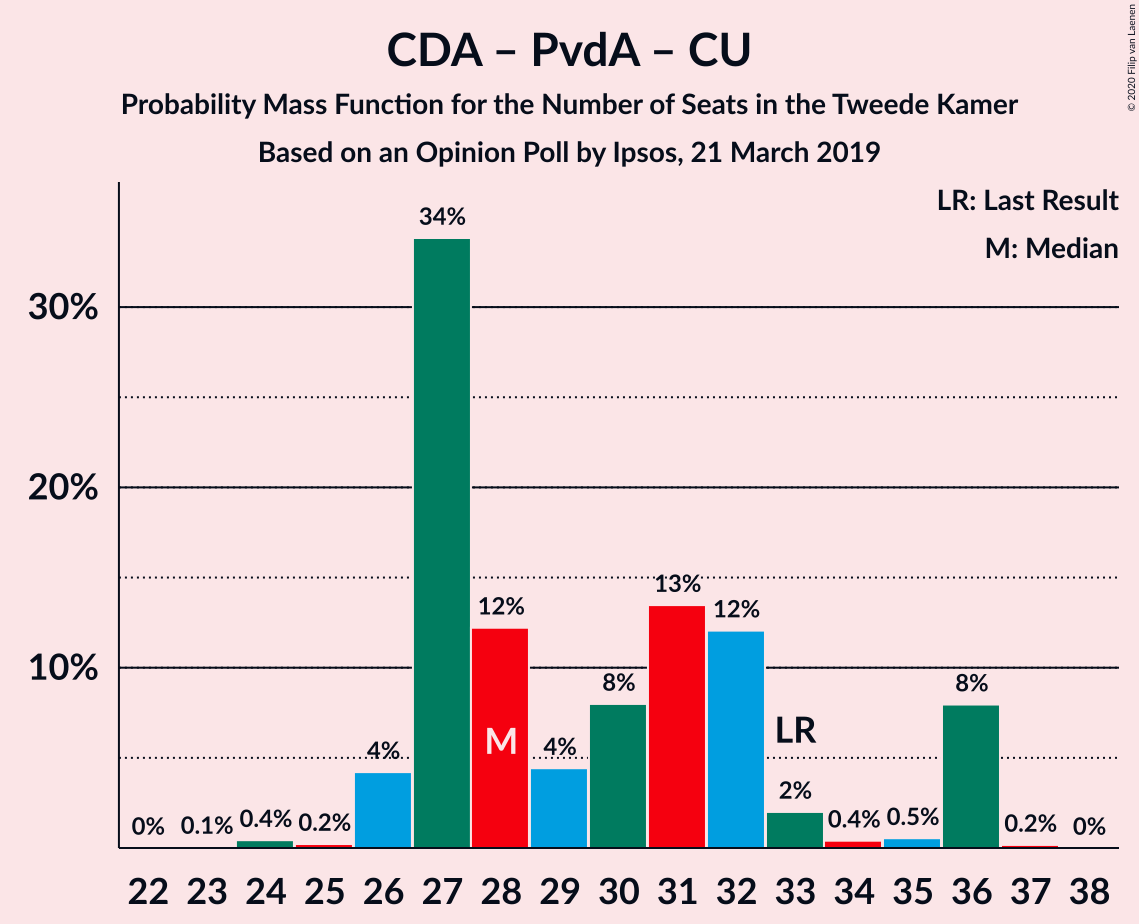 CDA – PvdA – CU
Probability Mass Function for the Number of Seats in the Tweede Kamer
Based on an Opinion Poll by Ipsos, 21 March 2019
© 2020 Filip van Laenen
LR: Last Result
M: Median
30%
20%
10%
0%
0.1%
0.4%
0.2%
4%
34%
12%
4%
8%
13%
12%
2%
0.4%
0.5%
8%
0.2%
0%
M
LR
22 23 24 25 26 27 28 29 30 31 32 33 34 35 36 37 38